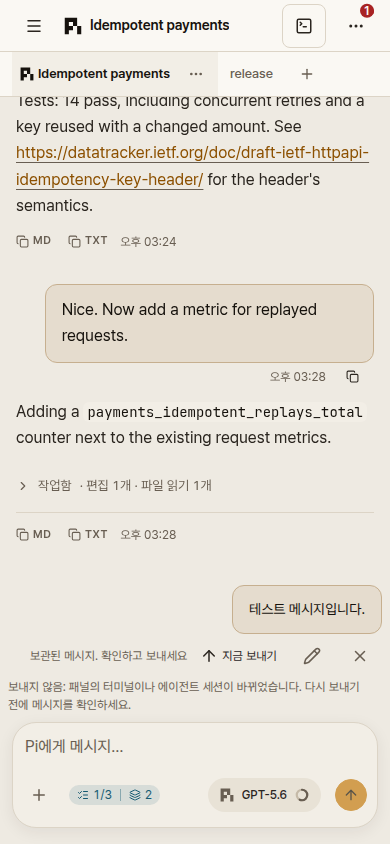 1
Idempotent payments
Idempotent payments
release
Tests: 14 pass, including concurrent retries and a
key reused with a changed amount. See
https://datatracker.ietf.org/doc/draft-ietf-httpapi-
idempotency-key-header/ for the header's
semantics.
MD TXT 오후 03:24
Nice. Now add a metric for replayed
requests.
오후 03:28
Adding a payments_idempotent_replays_total
counter next to the existing request metrics.
작업함 · 편집 1개 · 파일 읽기 1개
MD TXT 오후 03:28
테스트 메시지입니다.
보관된 메시지. 확인하고 보내세요 지금 보내기
보내지 않음: 패널의 터미널이나 에이전트 세션이 바뀌었습니다. 다시 보내기
전에 메시지를 확인하세요.
Pi에게 메시지...
1/3 2 GPT-5.6